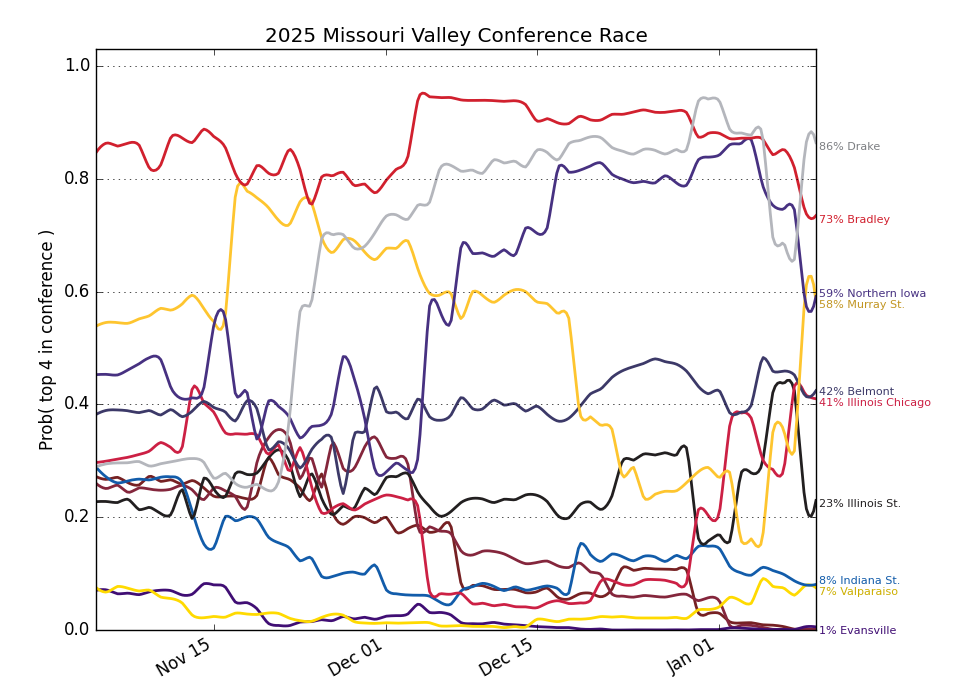 2025 Missouri Valley Conference Race
Prob( top 4 in conference )
1.0
0.8
0.6
0.4
0.2
0.0
Nov 15
Dec 01
Dec 15
Jan 01
86% Drake
73% Bradley
59% Northern Iowa
58% Murray St.
42% Belmont
41% Illinois Chicago
23% Illinois St.
8% Indiana St.
7% Valparaiso
1% Evansville